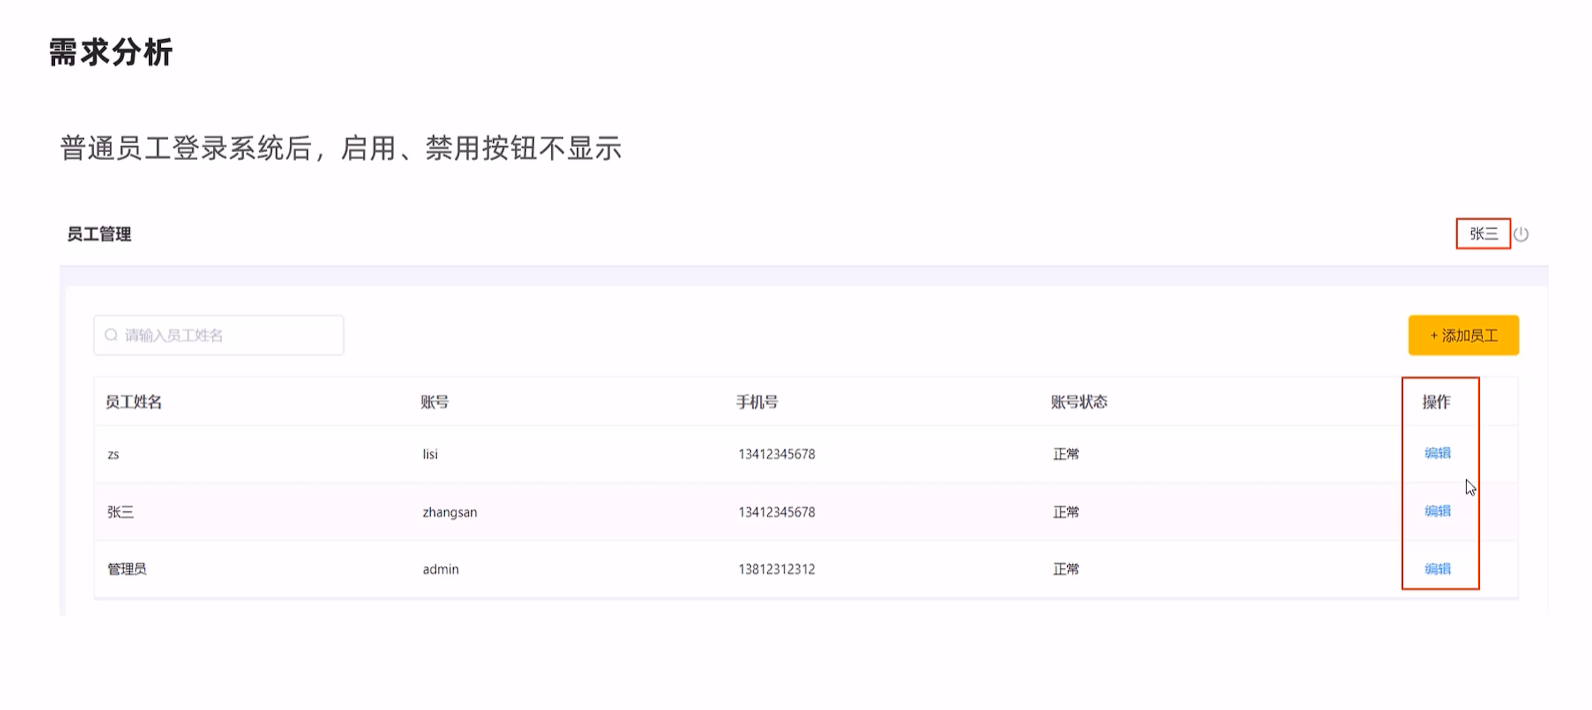 需求分析
普通员工登录系统后，启用、禁用按钮不显示
员工管理 张三
请输入员工姓名 + 添加员工
员工姓名 账号 手机号 账号状态 操作
zs lisi 13412345678 正常 编辑
张三 zhangsan 13412345678 正常 编辑
管理员 admin 13812312312 正常 编辑